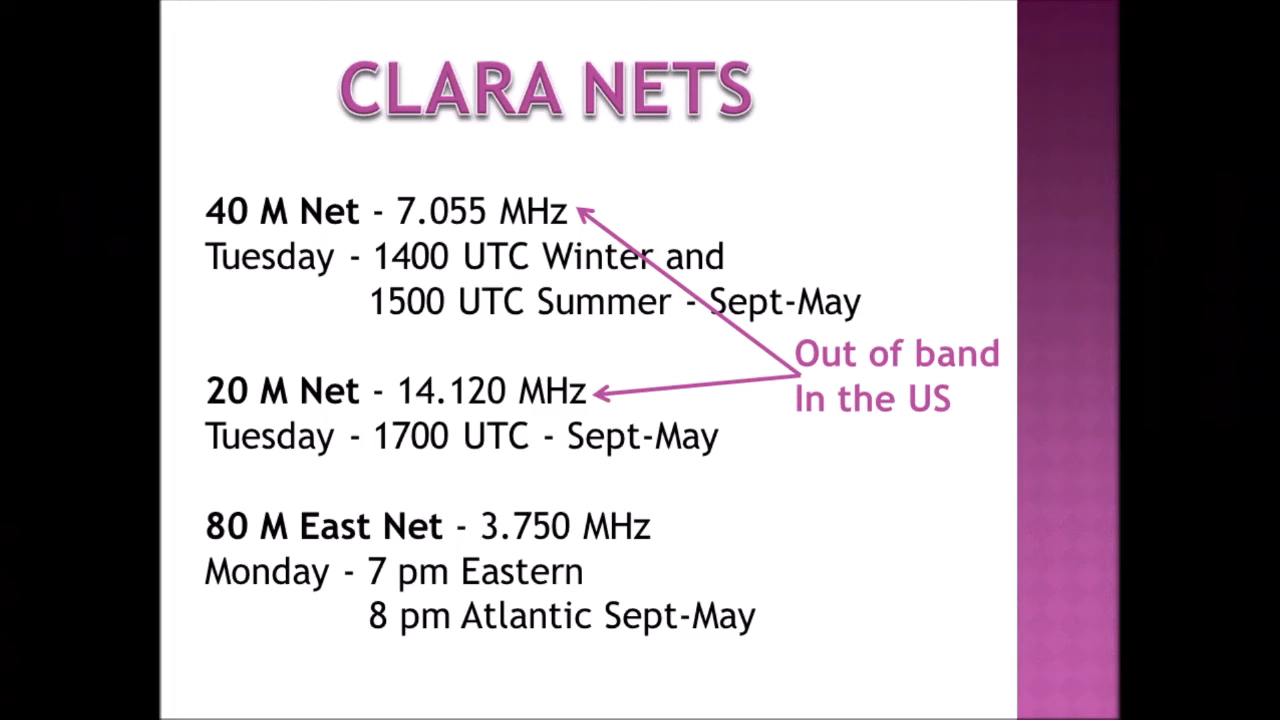 CLARA NETS
40 M Net - 7.055 MHz
Tuesday - 1400 UTC Winter and
1500 UTC Summer - Sept-May
Out of band
In the US
20 M Net - 14.120 MHz
Tuesday - 1700 UTC - Sept-May
80 M East Net - 3.750 MHz
Monday - 7 pm Eastern
8 pm Atlantic Sept-May